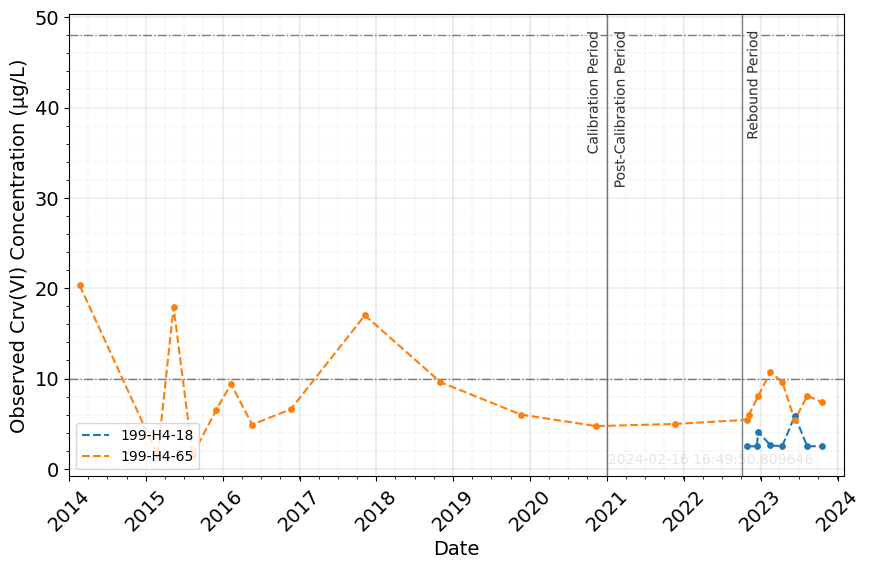 50
40
30
20
10
0
Observed Crv(VI) Concentration (μg/L)
Calibration Period
Post-Calibration Period
Rebound Period
199-H4-18
199-H4-65
2024-02-16 16:49:50.809646
2014
2015
2016
2017
2018
2019
2020
2021
2022
2023
2024
Date